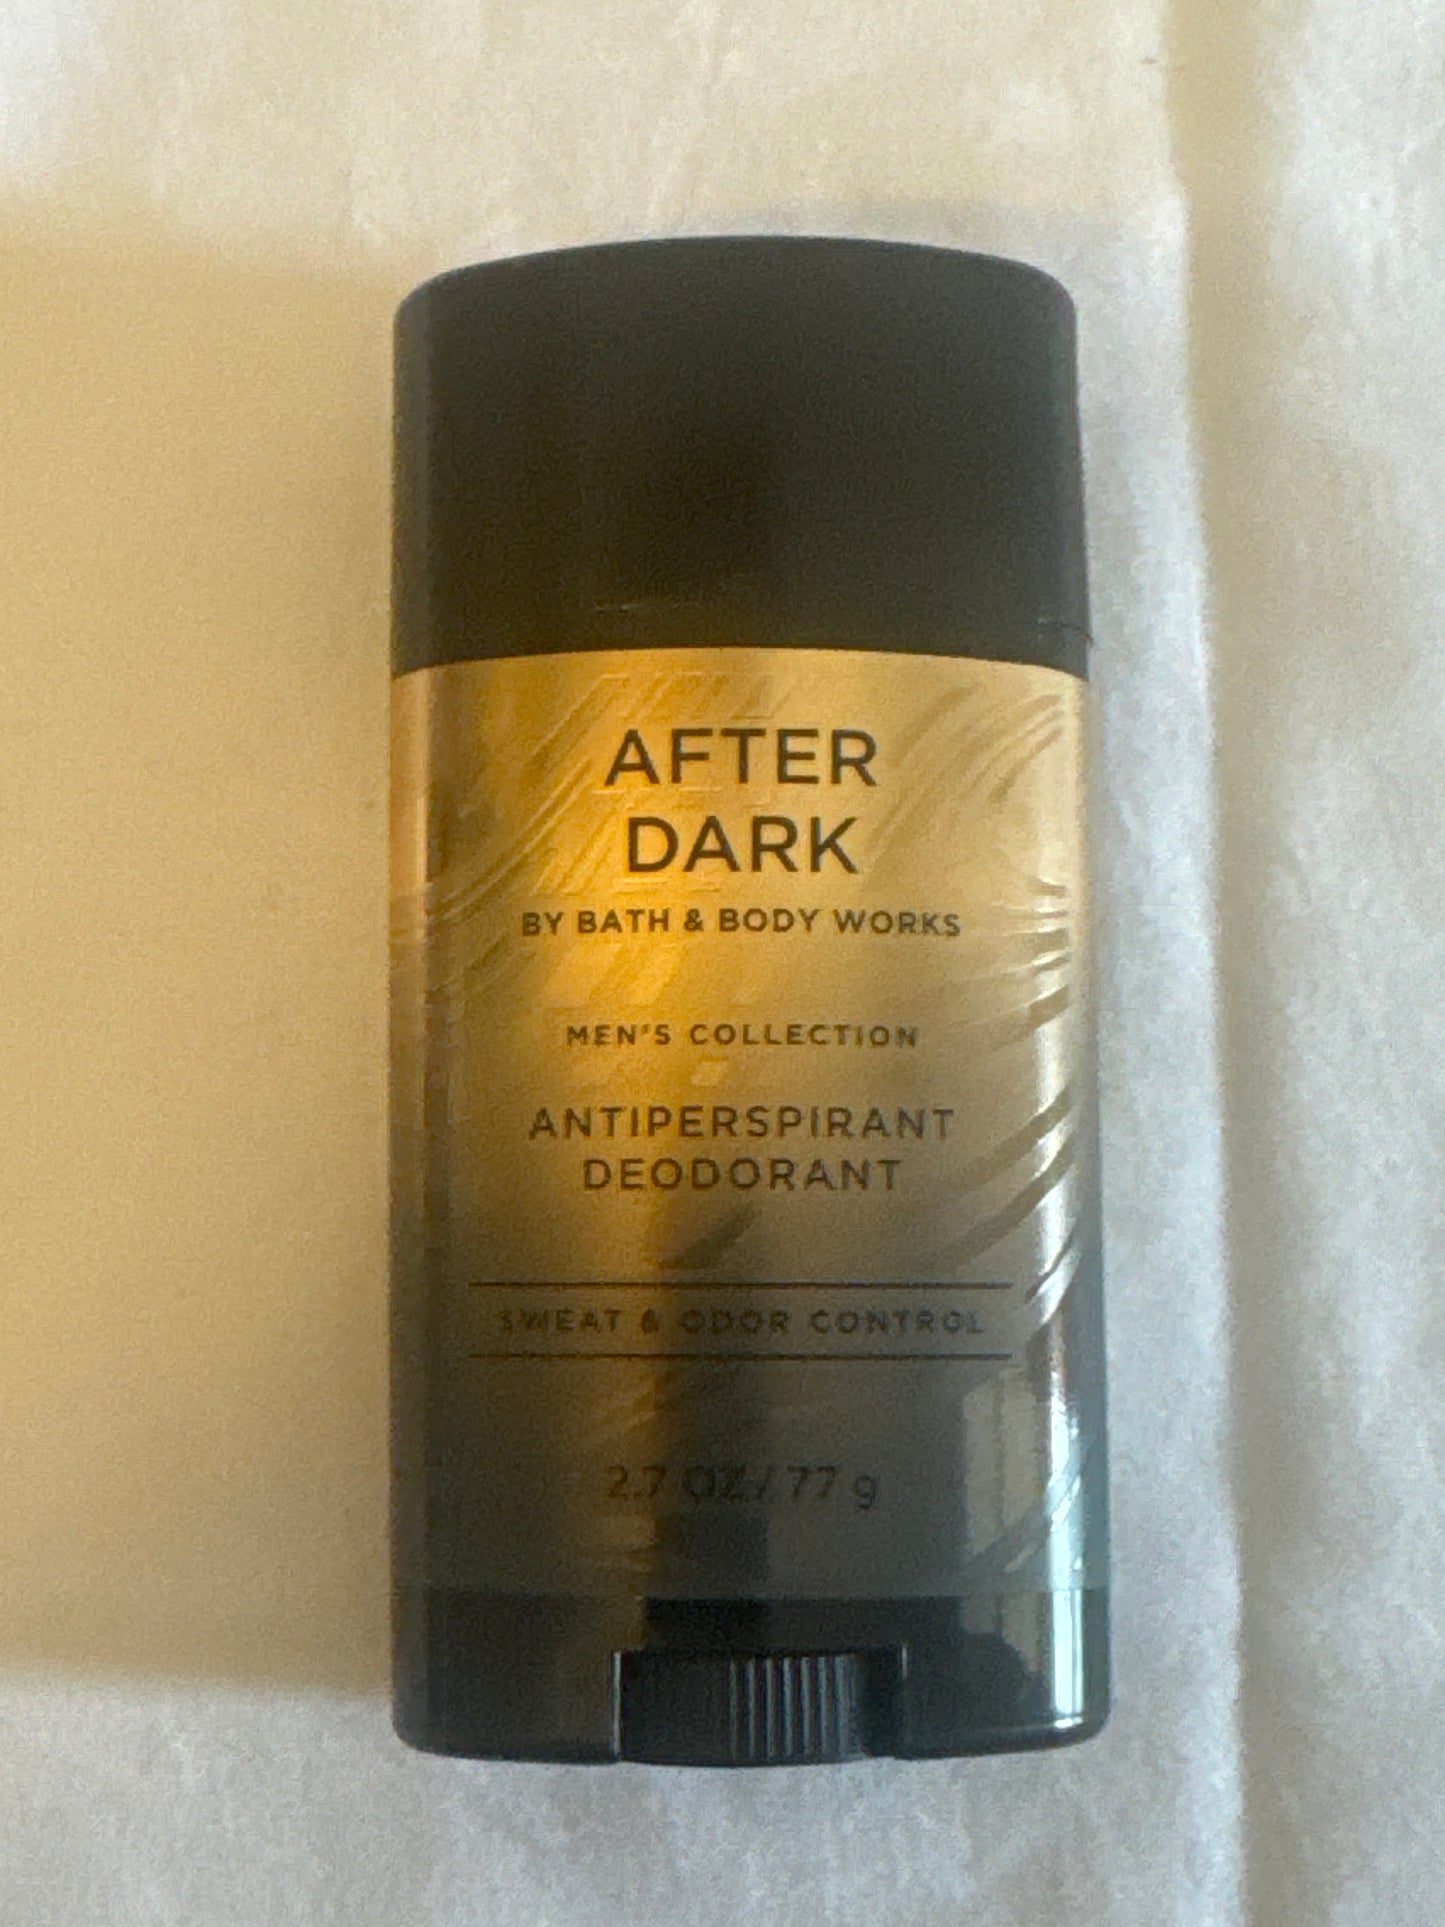 AFTER
DARK
BY BATH & BODY WORKS
MEN'S COLLECTION
ANTIPERSPIRANT
DEODORANT
SWEAT & ODOR CONTROL
2.7 OZ / 77 g